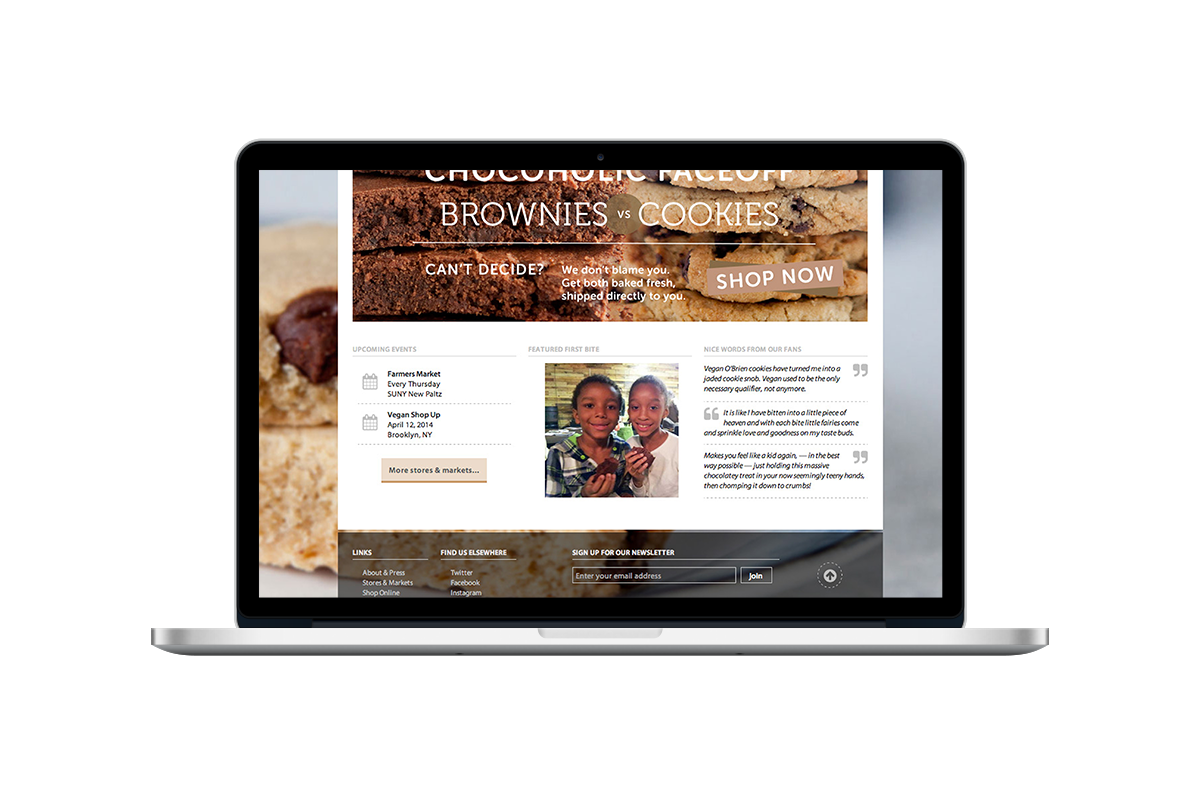 CHOCOHOLIC FACEOFF
BROWNIES VS COOKIES
CAN'T DECIDE?
We don't blame you.
Get both baked fresh,
shipped directly to you.
SHOP NOW
UPCOMING EVENTS
Farmers Market
Every Thursday
SUNY New Paltz
Vegan Shop Up
April 12, 2014
Brooklyn, NY
More stores & markets...
FEATURED FIRST BITE
NICE WORDS FROM OUR FANS
Vegan O'Brien cookies have turned me into a
jaded cookie snob. Vegan used to be the only
necessary qualifier, not anymore.
it is like I have bitten into a little piece of
heaven and with each bite little fairies come
and sprinkle love and goodness on my taste buds.
Makes you feel like a kid again, — in the best
way possible — just holding this massive
chocolatey treat in your now seemingly teeny hands,
then chomping it down to crumbs!
LINKS
About & Press
Stores & Markets
Shop Online
FIND US ELSEWHERE
Twitter
Facebook
Instagram
SIGN UP FOR OUR NEWSLETTER
Enter your email address
Join